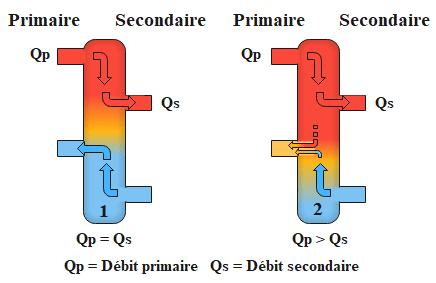 Primaire Secondaire Primaire Secondaire
Qp Qp
Qs Qs
1 2
Qp = Qs Qp > Qs
Qp = Débit primaire Qs = Débit secondaire